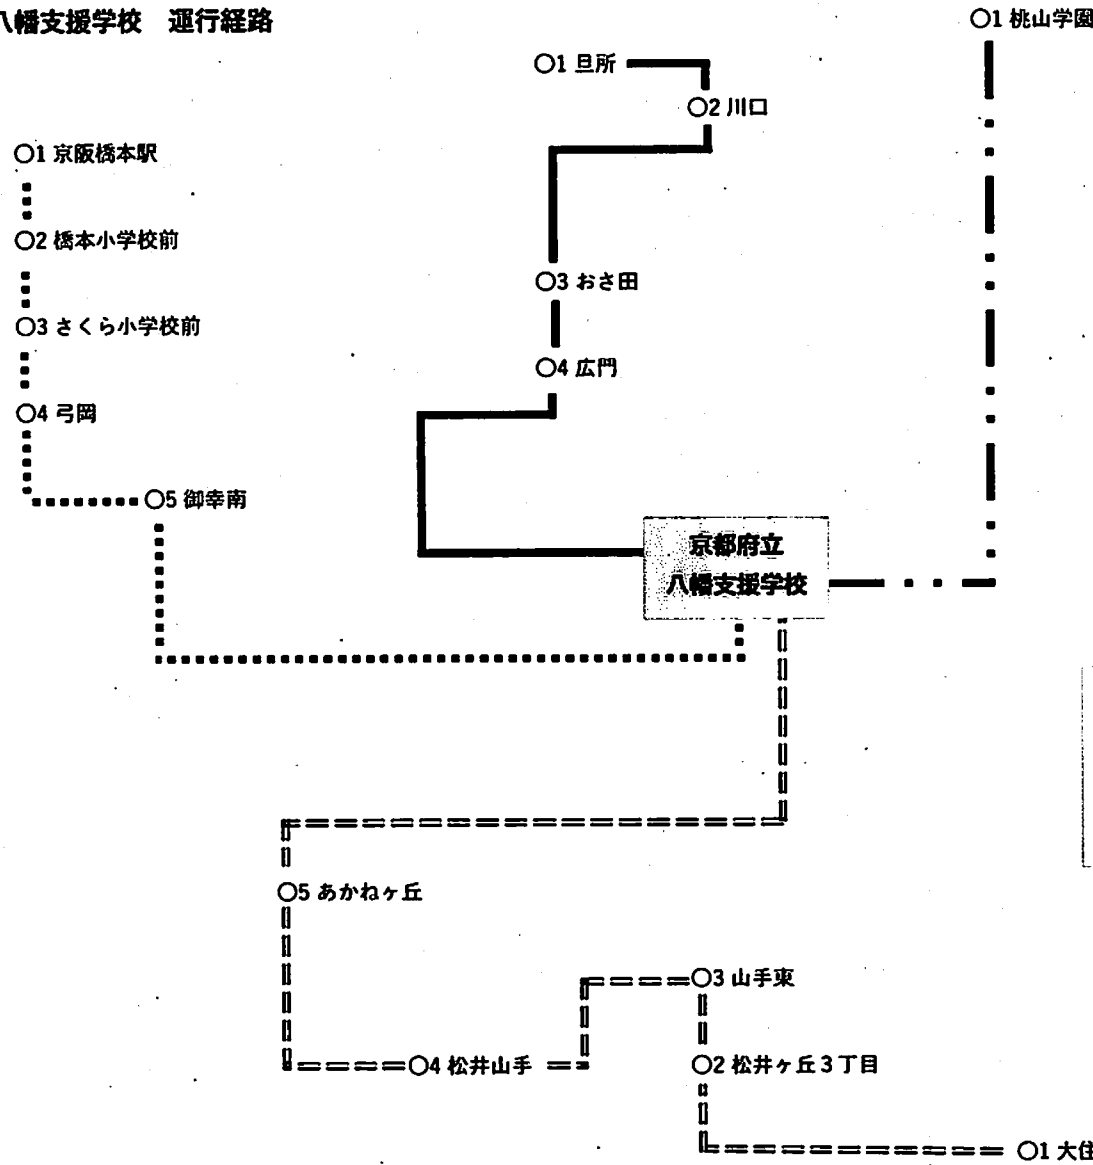 八幡支援学校　運行経路
○1 桃山学園
○1 旦所
○2 川口
○1 京阪橋本駅
○2 橋本小学校前
○3 おさ田
○3 さくら小学校前
○4 広門
○4 弓岡
○5 御幸南
京都府立
八幡支援学校
○5 あかねヶ丘
○3 山手東
○4 松井山手
○2 松井ヶ丘３丁目
○1 大住